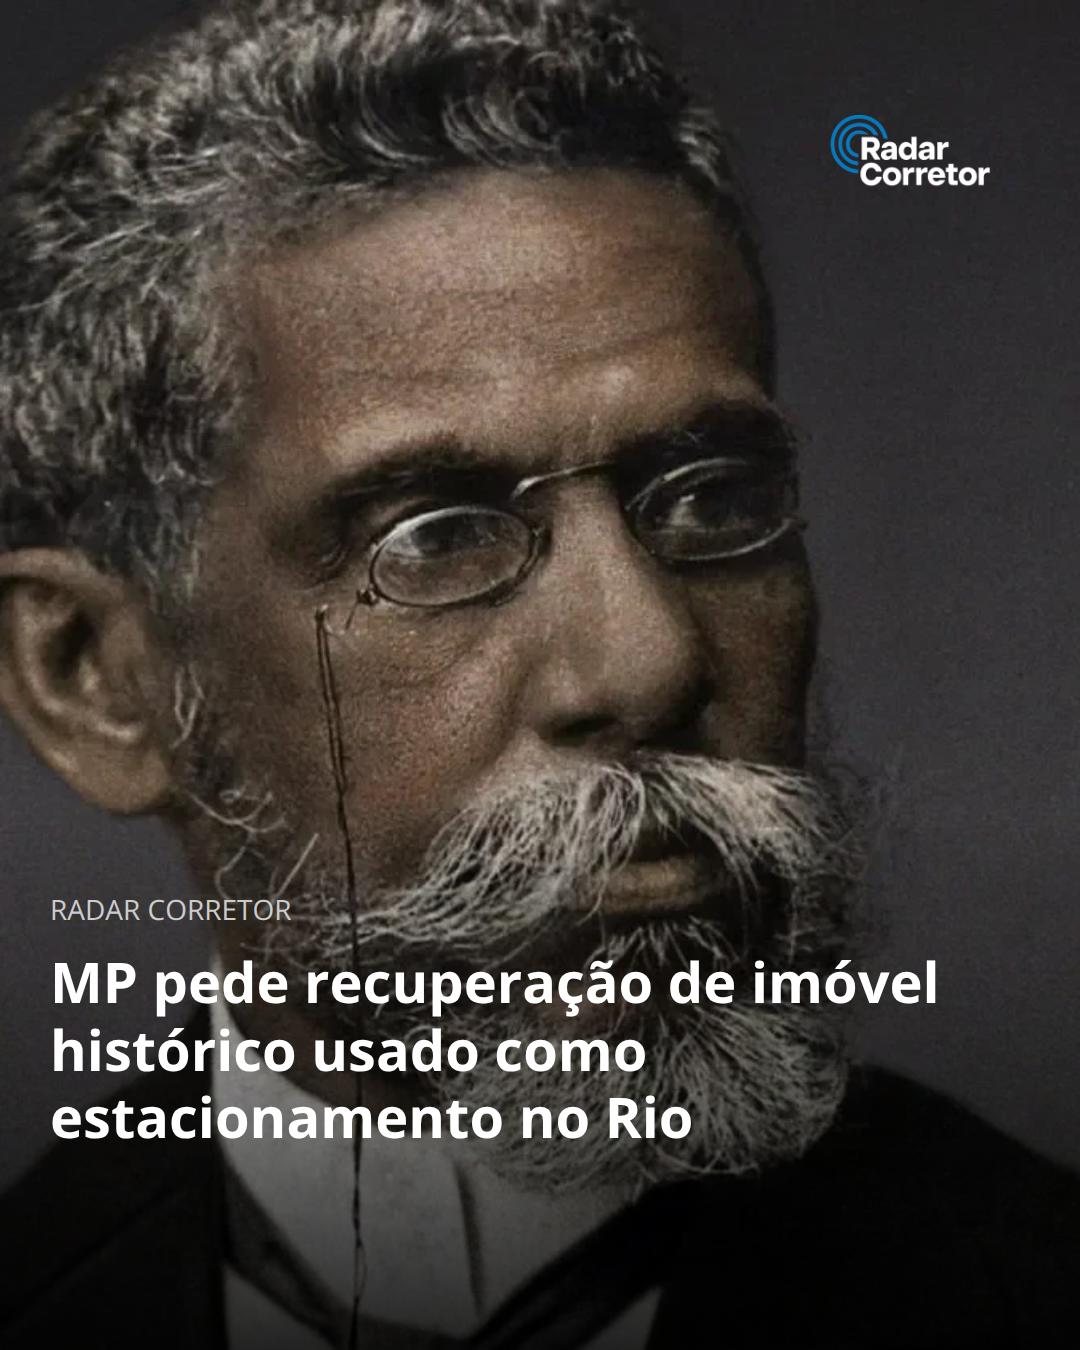 Radar
Corretor
RADAR CORRETOR
MP pede recuperação de imóvel
histórico usado como
estacionamento no Rio